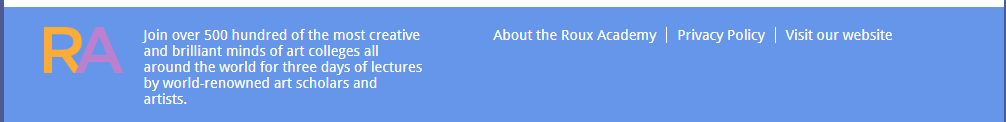 RA
Join over 500 hundred of the most creative
and brilliant minds of art colleges all
around the world for three days of lectures
by world-renowned art scholars and
artists.
About the Roux Academy | Privacy Policy | Visit our website